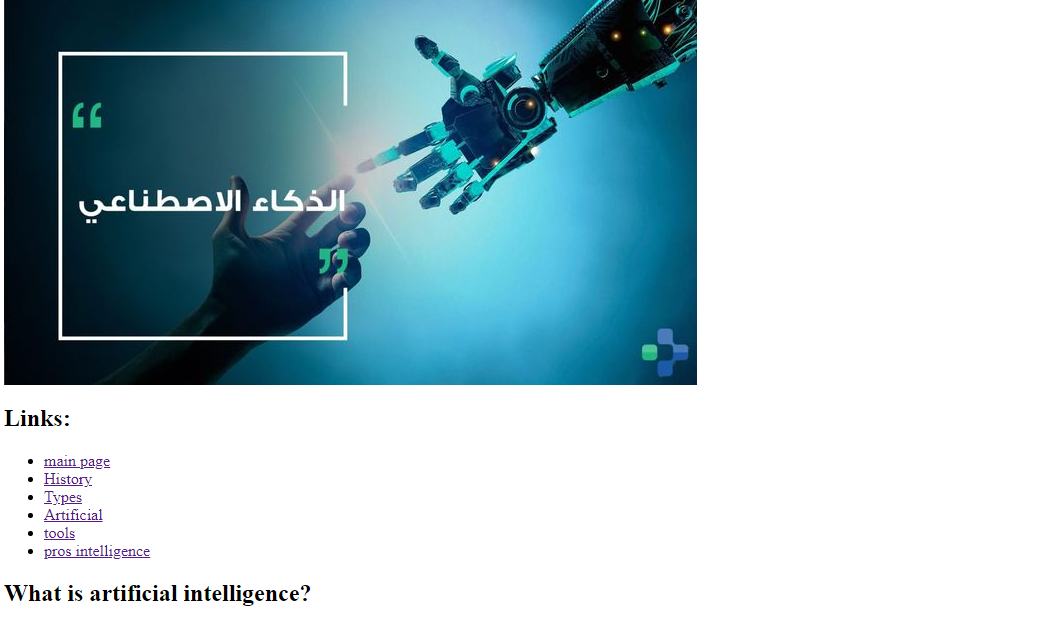 “
الذكاء الاصطناعي
”
Links:
main page
History
Types
Artificial
tools
pros intelligence
What is artificial intelligence?